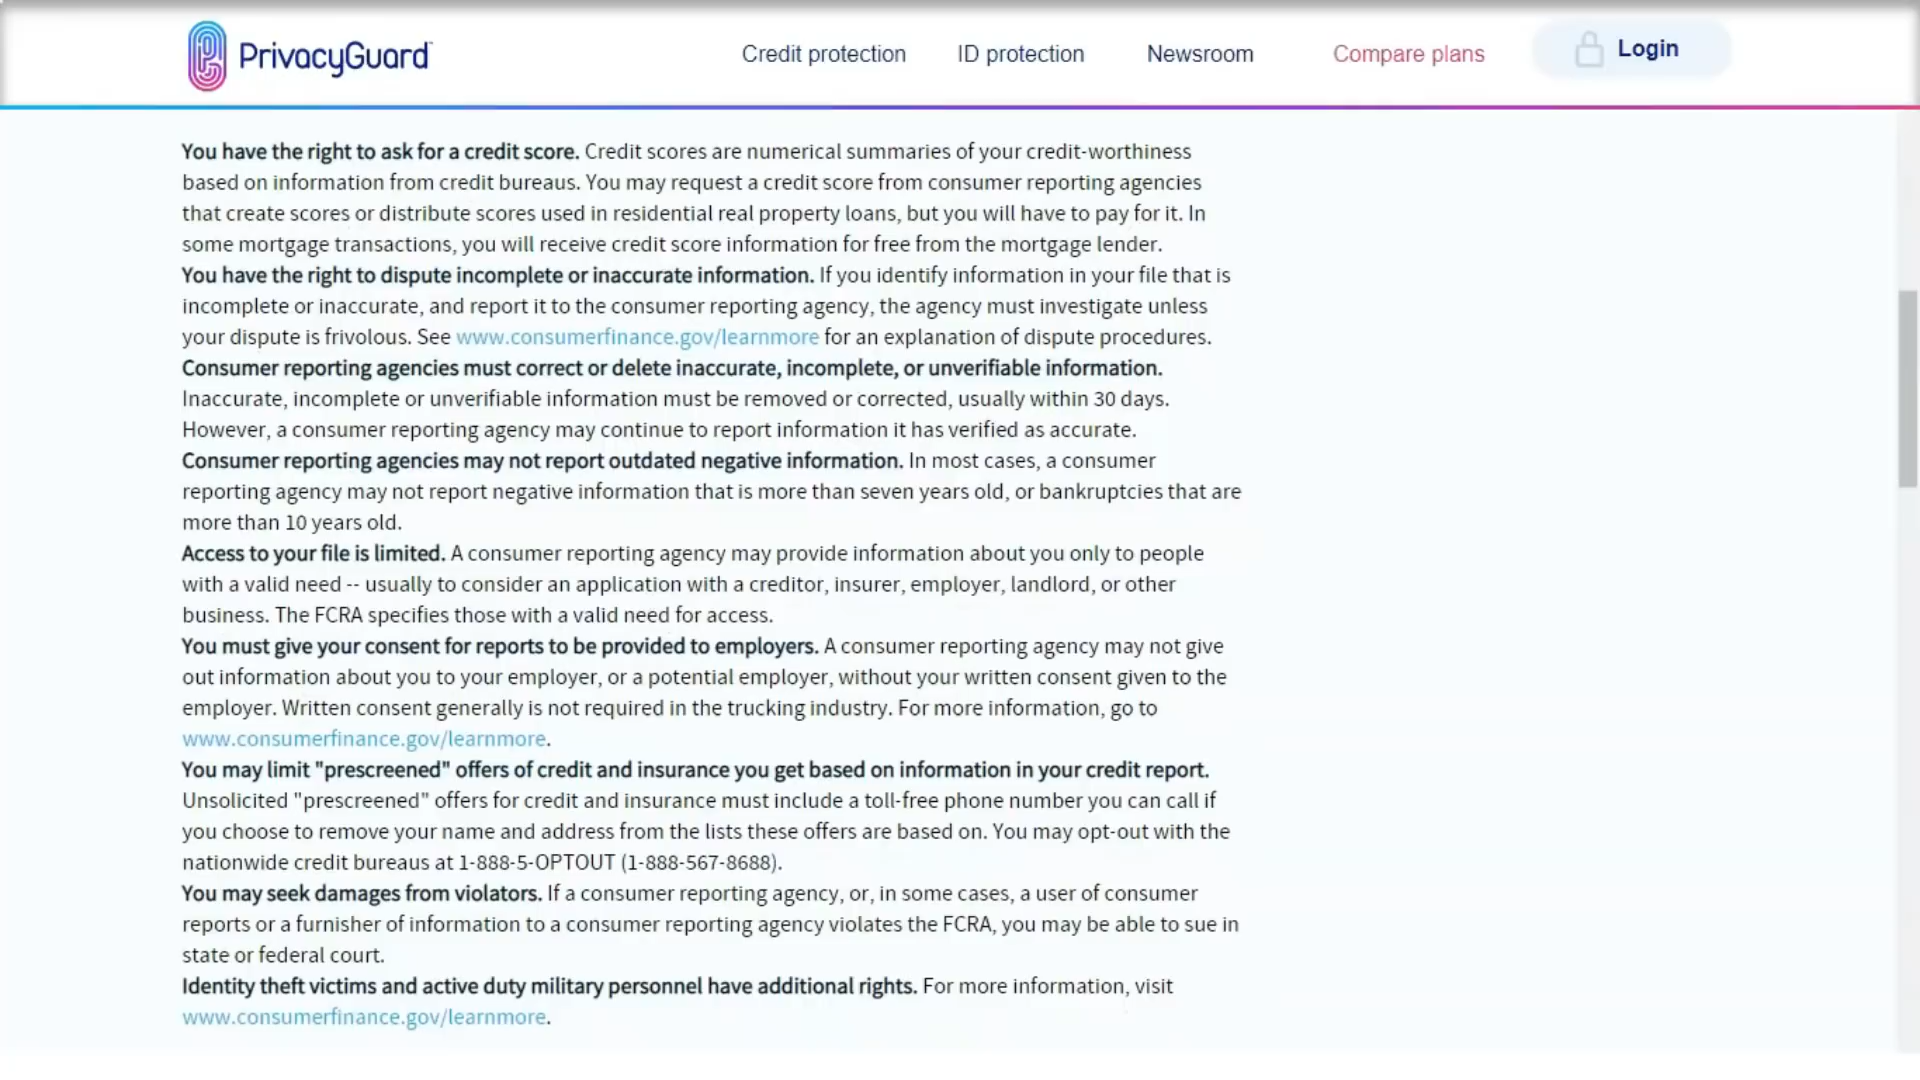 PrivacyGuard
Credit protection
ID protection
Newsroom
Compare plans
Login
You have the right to ask for a credit score. Credit scores are numerical summaries of your credit-worthiness
based on information from credit bureaus. You may request a credit score from consumer reporting agencies
that create scores or distribute scores used in residential real property loans, but you will have to pay for it. In
some mortgage transactions, you will receive credit score information for free from the mortgage lender.
You have the right to dispute incomplete or inaccurate information. If you identify information in your file that is
incomplete or inaccurate, and report it to the consumer reporting agency, the agency must investigate unless
your dispute is frivolous. See www.consumerfinance.gov/learnmore for an explanation of dispute procedures.
Consumer reporting agencies must correct or delete inaccurate, incomplete, or unverifiable information.
Inaccurate, incomplete or unverifiable information must be removed or corrected, usually within 30 days.
However, a consumer reporting agency may continue to report information it has verified as accurate.
Consumer reporting agencies may not report outdated negative information. In most cases, a consumer
reporting agency may not report negative information that is more than seven years old, or bankruptcies that are
more than 10 years old.
Access to your file is limited. A consumer reporting agency may provide information about you only to people
with a valid need -- usually to consider an application with a creditor, insurer, employer, landlord, or other
business. The FCRA specifies those with a valid need for access.
You must give your consent for reports to be provided to employers. A consumer reporting agency may not give
out information about you to your employer, or a potential employer, without your written consent given to the
employer. Written consent generally is not required in the trucking industry. For more information, go to
www.consumerfinance.gov/learnmore.
You may limit "prescreened" offers of credit and insurance you get based on information in your credit report.
Unsolicited "prescreened" offers for credit and insurance must include a toll-free phone number you can call if
you choose to remove your name and address from the lists these offers are based on. You may opt-out with the
nationwide credit bureaus at 1-888-5-OPTOUT (1-888-567-8688).
You may seek damages from violators. If a consumer reporting agency, or, in some cases, a user of consumer
reports or a furnisher of information to a consumer reporting agency violates the FCRA, you may be able to sue in
state or federal court.
Identity theft victims and active duty military personnel have additional rights. For more information, visit
www.consumerfinance.gov/learnmore.